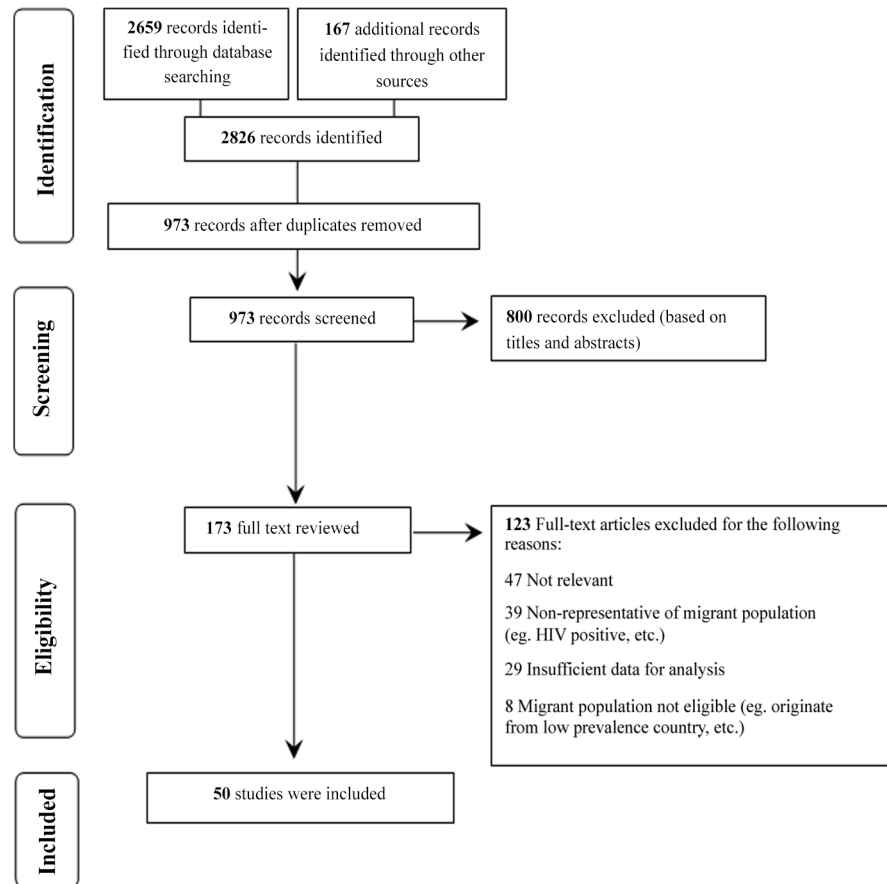 Identification
2659 records identi-
fied through database
searching
167 additional records
identified through other
sources
2826 records identified
973 records after duplicates removed
Screening
973 records screened
800 records excluded (based on
titles and abstracts)
Eligibility
173 full text reviewed
123 Full-text articles excluded for the following
reasons:
47 Not relevant
39 Non-representative of migrant population
(eg. HIV positive, etc.)
29 Insufficient data for analysis
8 Migrant population not eligible (eg. originate
from low prevalence country, etc.)
Included
50 studies were included